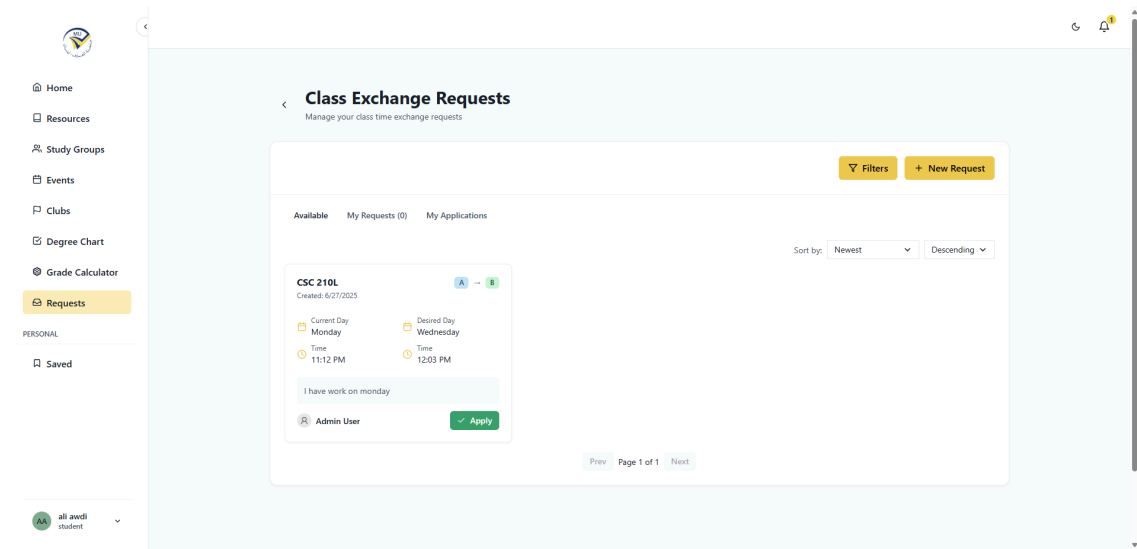 MU
1
Home
Resources
Study Groups
Events
Clubs
Degree Chart
Grade Calculator
Requests
PERSONAL
Saved
AA
ali awdi
student
Class Exchange Requests
Manage your class time exchange requests
Filters
+ New Request
Available My Requests (0) My Applications
Sort by: Newest Descending
CSC 210L A → B
Created: 6/27/2025
Current Day Desired Day
Monday Wednesday
Time Time
11:12 PM 12:03 PM
I have work on monday
Admin User
Apply
Prev Page 1 of 1 Next